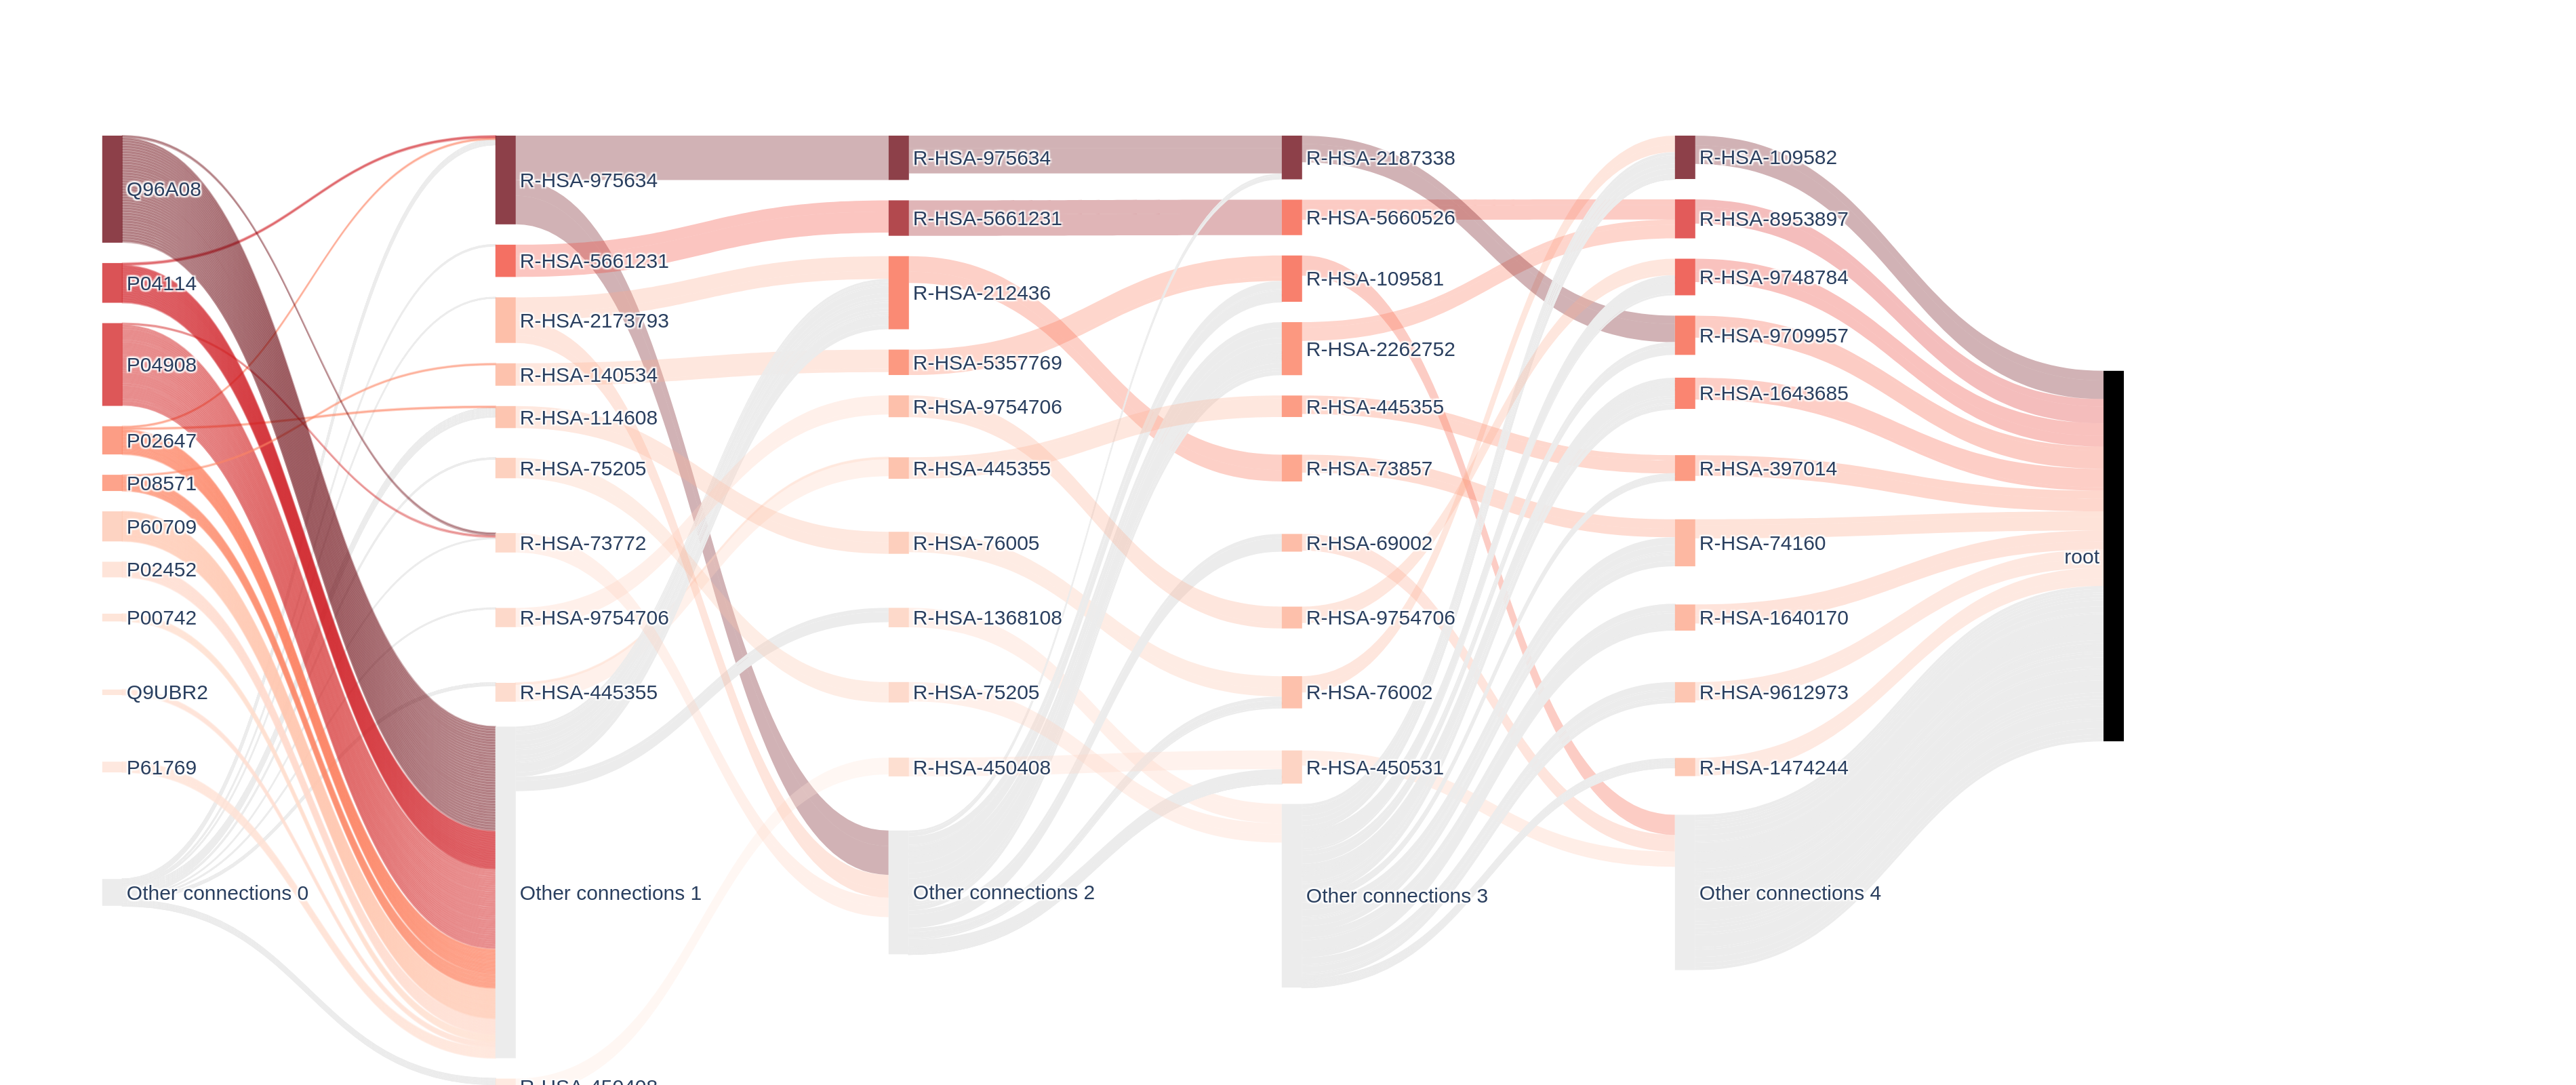 Q96A08
P04114
P04908
P02647
P08571
P60709
P02452
P00742
Q9UBR2
P61769
Other connections 0
R-HSA-975634
R-HSA-5661231
R-HSA-2173793
R-HSA-140534
R-HSA-114608
R-HSA-75205
R-HSA-73772
R-HSA-9754706
R-HSA-445355
Other connections 1
R-HSA-450408
R-HSA-975634
R-HSA-5661231
R-HSA-212436
R-HSA-5357769
R-HSA-9754706
R-HSA-445355
R-HSA-76005
R-HSA-1368108
R-HSA-75205
R-HSA-450408
Other connections 2
R-HSA-2187338
R-HSA-5660526
R-HSA-109581
R-HSA-2262752
R-HSA-445355
R-HSA-73857
R-HSA-69002
R-HSA-9754706
R-HSA-76002
R-HSA-450531
Other connections 3
R-HSA-109582
R-HSA-8953897
R-HSA-9748784
R-HSA-9709957
R-HSA-1643685
R-HSA-397014
R-HSA-74160
R-HSA-1640170
R-HSA-9612973
R-HSA-1474244
Other connections 4
root